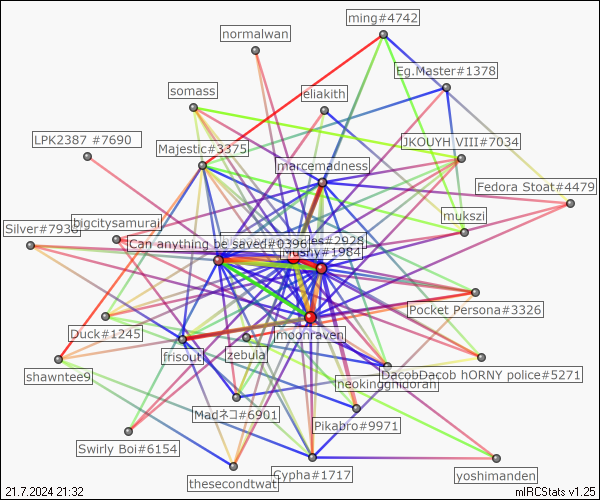 ming#4742
normalwan
Eg.Master#1378
somass
eliakith
LPK2387 #7690
JKOUYH VIII#7034
Majestic#3375
marcemadness
Fedora Stoat#4479
mukszi
bigcitysamurai
Silver#7930
Can anything be saved#0396
es#2928
Mushy#1984
Pocket Persona#3326
Duck#1245
moonraven
frisout
zebula
shawntee9
DacobDacob hORNY police#5271
neokingghidorah
Madネコ#6901
Pikabro#9971
Swirly Boi#6154
thesecondtwat
Cypha#1717
yoshimanden
21.7.2024 21:32
mIRCStats v1.25